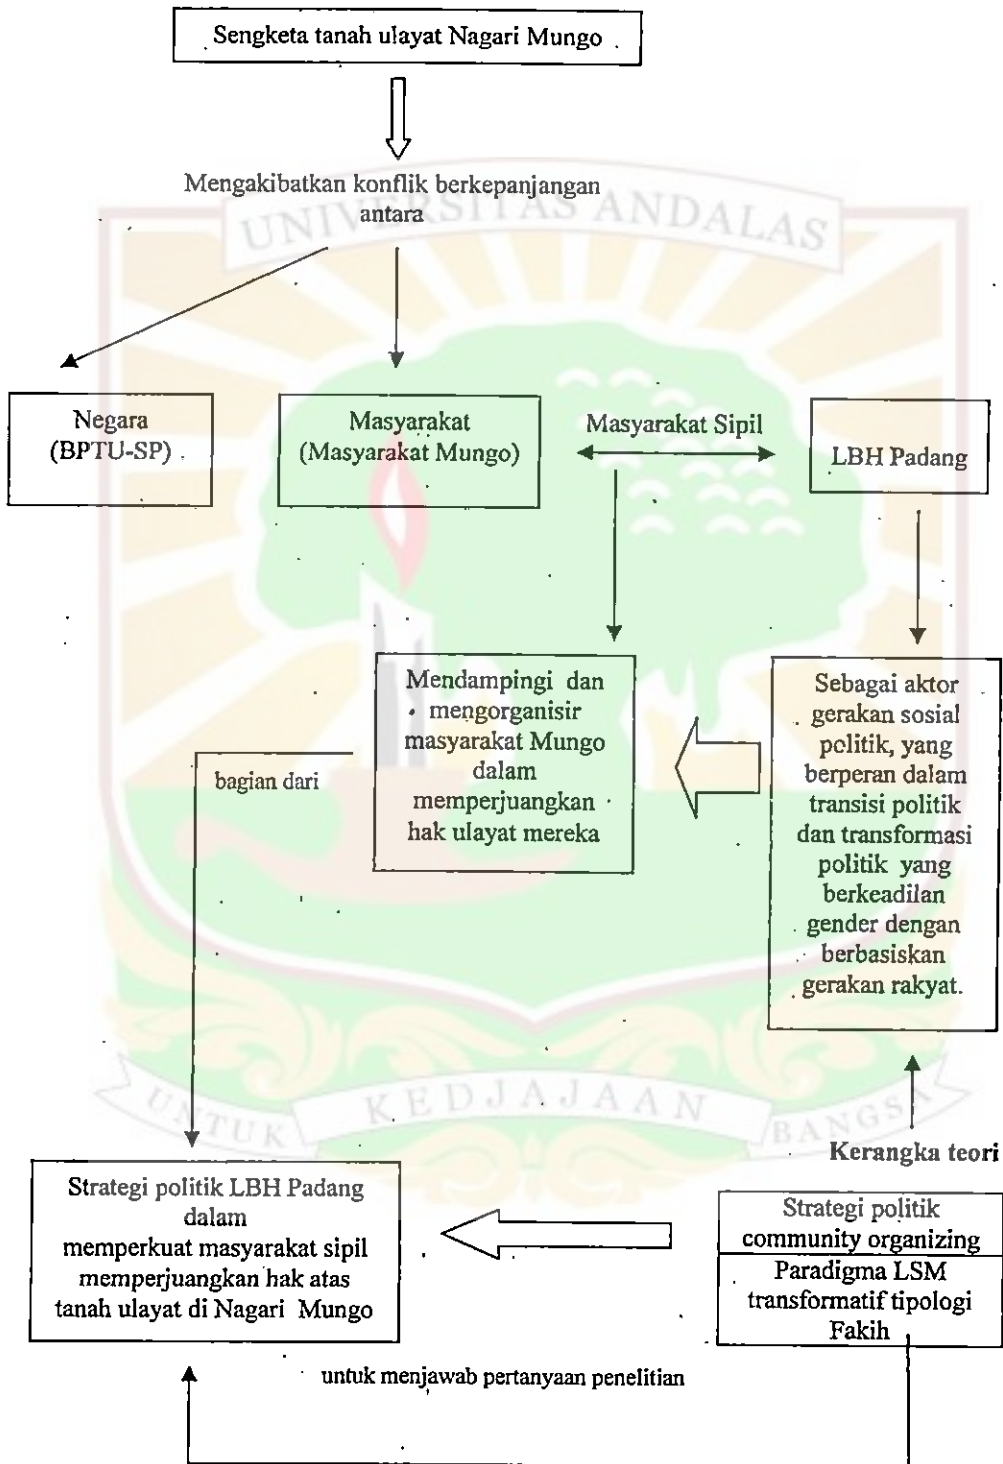 Sengketa tanah ulayat Nagari Mungo
Mengakibatkan konflik berkepanjangan
antara
UNIVERSITAS ANDALAS
Negara
(BPTU-SP)
Masyarakat
(Masyarakat Mungo)
Masyarakat Sipil
LBH Padang
bagian dari
Mendampingi dan
mengorganisir
masyarakat Mungo
dalam
memperjuangkan
hak ulayat mereka
Sebagai aktor
gerakan sosial
politik, yang
berperan dalam
transisi politik
dan transformasi
politik yang
berkeadilan
gender dengan
berbasiskan
gerakan rakyat.
UNTUK KEDJAJAAN BANGSA
Kerangka teori
Strategi politik LBH Padang
dalam
memperkuat masyarakat sipil
memperjuangkan hak atas
tanah ulayat di Nagari Mungo
Strategi politik
community organizing
Paradigma LSM
transformatif tipologi
Fakih
untuk menjawab pertanyaan penelitian